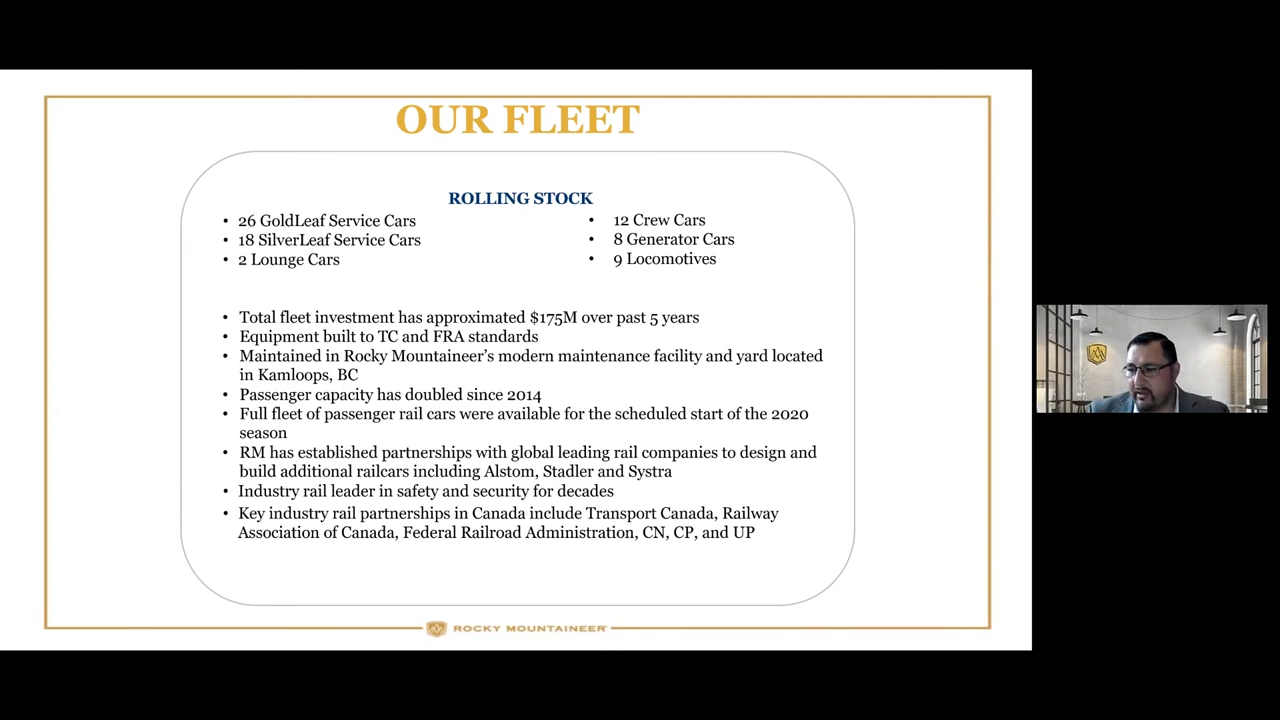 OUR FLEET
ROLLING STOCK
• 26 GoldLeaf Service Cars
• 18 SilverLeaf Service Cars
• 2 Lounge Cars
• 12 Crew Cars
• 8 Generator Cars
• 9 Locomotives
• Total fleet investment has approximated $175M over past 5 years
• Equipment built to TC and FRA standards
• Maintained in Rocky Mountaineer’s modern maintenance facility and yard located
in Kamloops, BC
• Passenger capacity has doubled since 2014
• Full fleet of passenger rail cars were available for the scheduled start of the 2020
season
• RM has established partnerships with global leading rail companies to design and
build additional railcars including Alstom, Stadler and Systra
• Industry rail leader in safety and security for decades
• Key industry rail partnerships in Canada include Transport Canada, Railway
Association of Canada, Federal Railroad Administration, CN, CP, and UP
ROCKY MOUNTAINEER